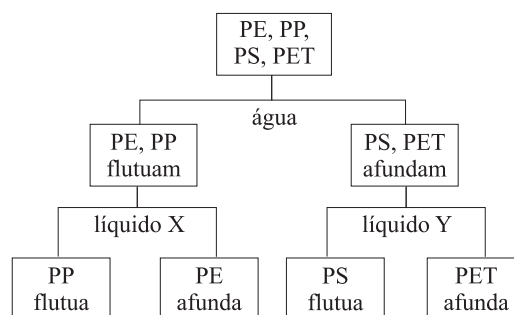 PE, PP,
PS, PET
água
PE, PP
flutuam
PS, PET
afundam
líquido X
líquido Y
PP
flutua
PE
afunda
PS
flutua
PET
afunda